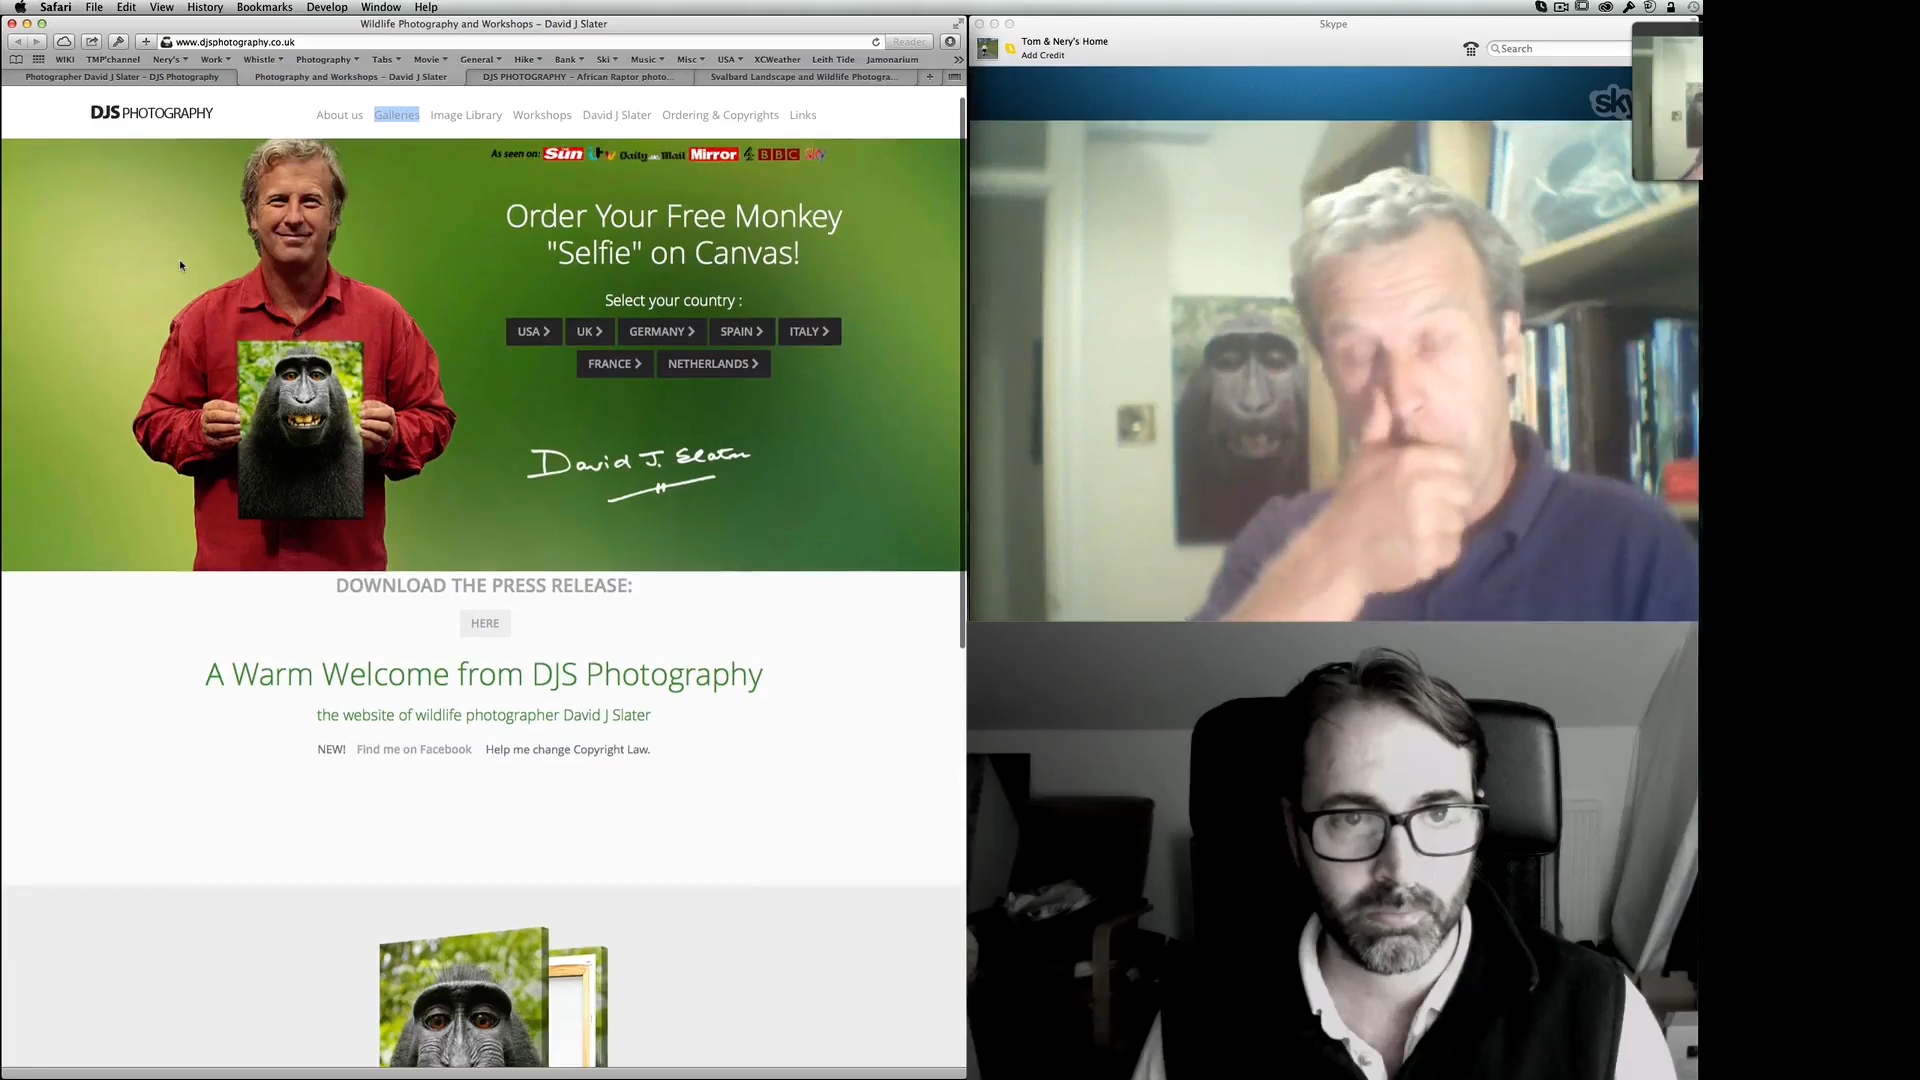 Safari File Edit View History Bookmarks Develop Window Help
Wildlife Photography and Workshops – David J Slater
www.djsphotography.co.uk
Reader
WIKI TMP'channel Nery's Work Whistle Photography Tabs Movie General Hike Bank Ski Music Misc USA XCWeather Leith Tide Jamonarium
Photographer David J Slater – DJS Photography
Photography and Workshops – David J Slater
DJS PHOTOGRAPHY – African Raptor photo...
Svalbard Landscape and Wildlife Photogra...
DJS PHOTOGRAPHY
About us Galleries Image Library Workshops David J Slater Ordering & Copyrights Links
As seen on: The Sun itv Daily Mail Mirror 4 BBC sky
Order Your Free Monkey
"Selfie" on Canvas!
Select your country :
USA UK GERMANY SPAIN ITALY
FRANCE NETHERLANDS
David J. Slater
DOWNLOAD THE PRESS RELEASE:
HERE
A Warm Welcome from DJS Photography
the website of wildlife photographer David J Slater
NEW! Find me on Facebook Help me change Copyright Law.
Skype
Tom & Nery's Home
Add Credit
Search
sky